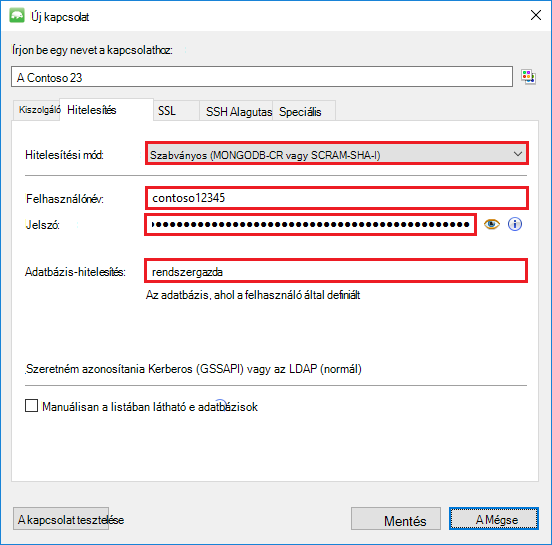 Új kapcsolat
Írjon be egy nevet a kapcsolathoz:
A Contoso 23
Kiszolgáló Hitelesítés SSL SSH Alagutas Speciális
Hitelesítési mód: Szabványos (MONGODB-CR vagy SCRAM-SHA-I)
Felhasználónév: contoso12345
Jelszó:
Adatbázis-hitelesítés: rendszergazda
Az adatbázis, ahol a felhasználó által definiált
Szeretném azonosítania Kerberos (GSSAPI) vagy az LDAP (normál)
Manuálisan a listában látható e adatbázisok
A kapcsolat tesztelése Mentés A Mégse